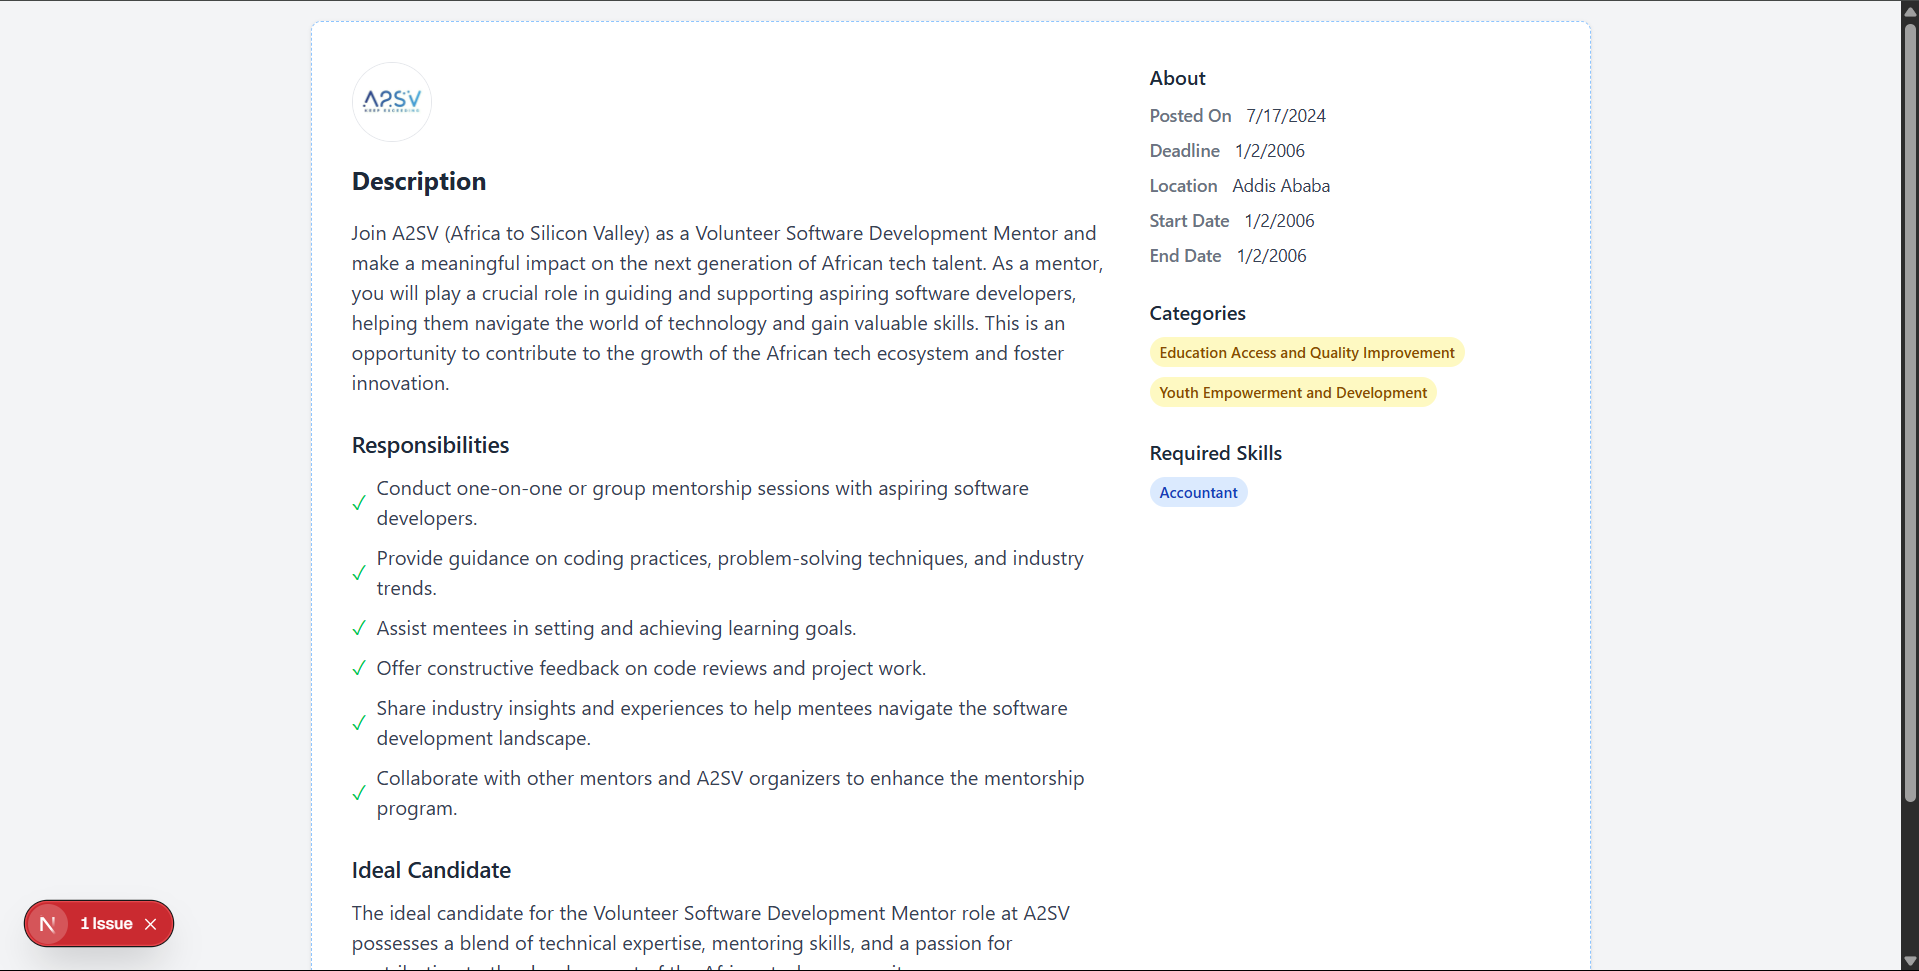 A2SV
Description
Join A2SV (Africa to Silicon Valley) as a Volunteer Software Development Mentor and
make a meaningful impact on the next generation of African tech talent. As a mentor,
you will play a crucial role in guiding and supporting aspiring software developers,
helping them navigate the world of technology and gain valuable skills. This is an
opportunity to contribute to the growth of the African tech ecosystem and foster
innovation.
Responsibilities
Conduct one-on-one or group mentorship sessions with aspiring software
developers.
Provide guidance on coding practices, problem-solving techniques, and industry
trends.
Assist mentees in setting and achieving learning goals.
Offer constructive feedback on code reviews and project work.
Share industry insights and experiences to help mentees navigate the software
development landscape.
Collaborate with other mentors and A2SV organizers to enhance the mentorship
program.
Ideal Candidate
The ideal candidate for the Volunteer Software Development Mentor role at A2SV
possesses a blend of technical expertise, mentoring skills, and a passion for
About
Posted On 7/17/2024
Deadline 1/2/2006
Location Addis Ababa
Start Date 1/2/2006
End Date 1/2/2006
Categories
Education Access and Quality Improvement
Youth Empowerment and Development
Required Skills
Accountant
N 1 Issue